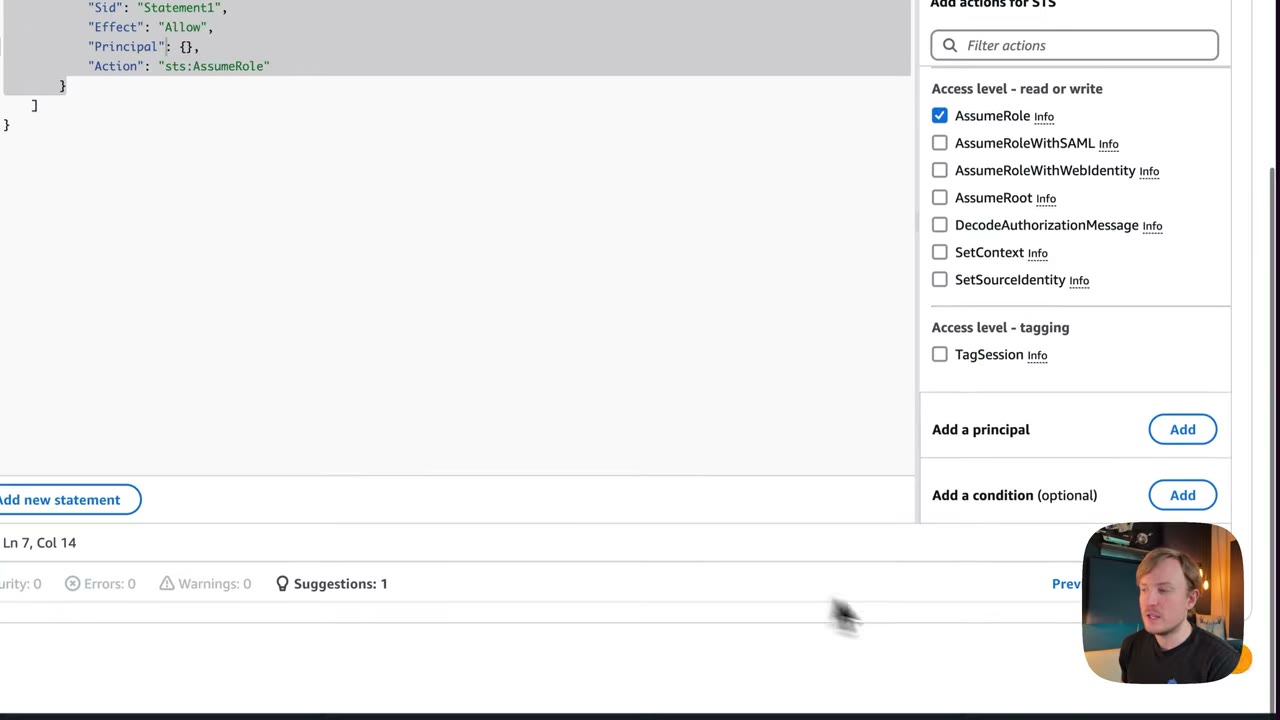 "Sid": "Statement1",
"Effect": "Allow",
"Principal": {},
"Action": "sts:AssumeRole"
}
]
}
Add new statement
Ln 7, Col 14
urity: 0
Errors: 0
Warnings: 0
Suggestions: 1
Add actions for STS
Filter actions
Access level - read or write
AssumeRole Info
AssumeRoleWithSAML Info
AssumeRoleWithWebIdentity Info
AssumeRoot Info
DecodeAuthorizationMessage Info
SetContext Info
SetSourceIdentity Info
Access level - tagging
TagSession Info
Add a principal Add
Add a condition (optional) Add
Prev